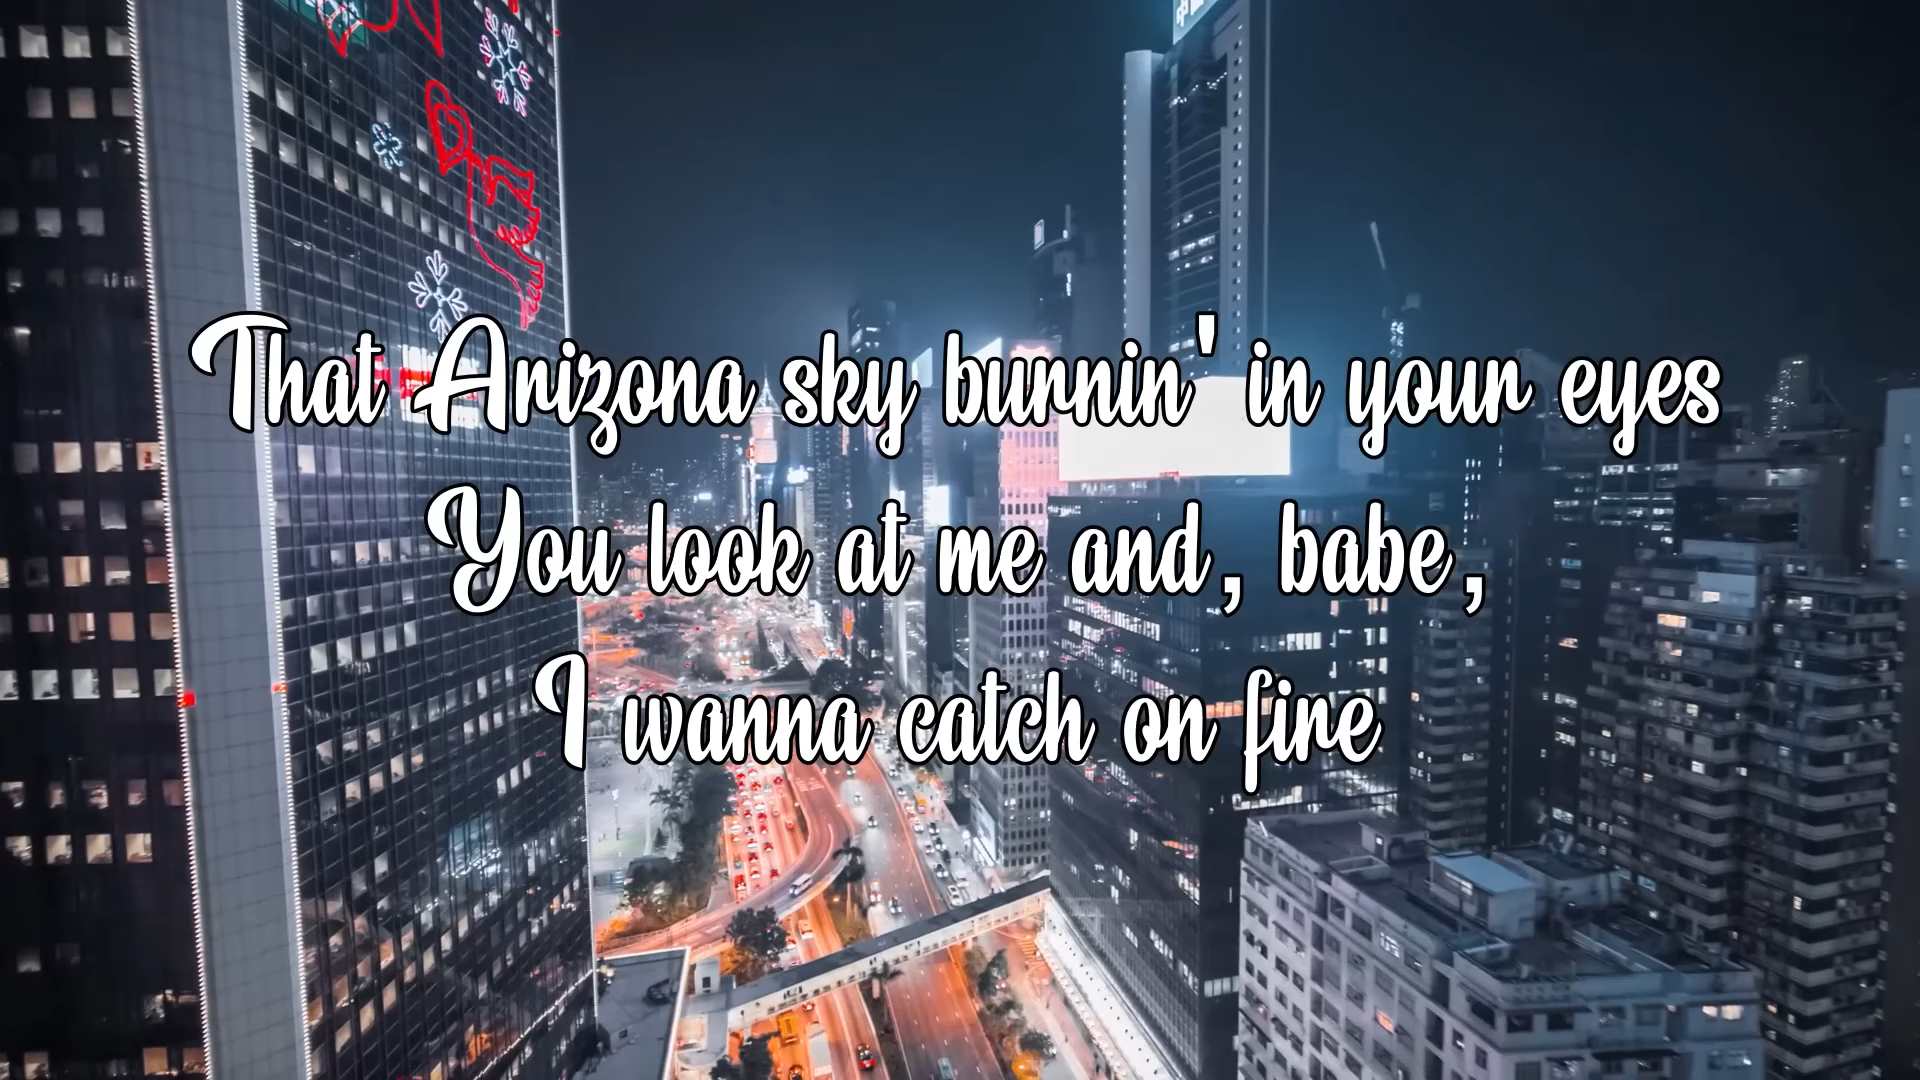 That Arizona sky burnin' in your eyes
You look at me and, babe,
I wanna catch on fire